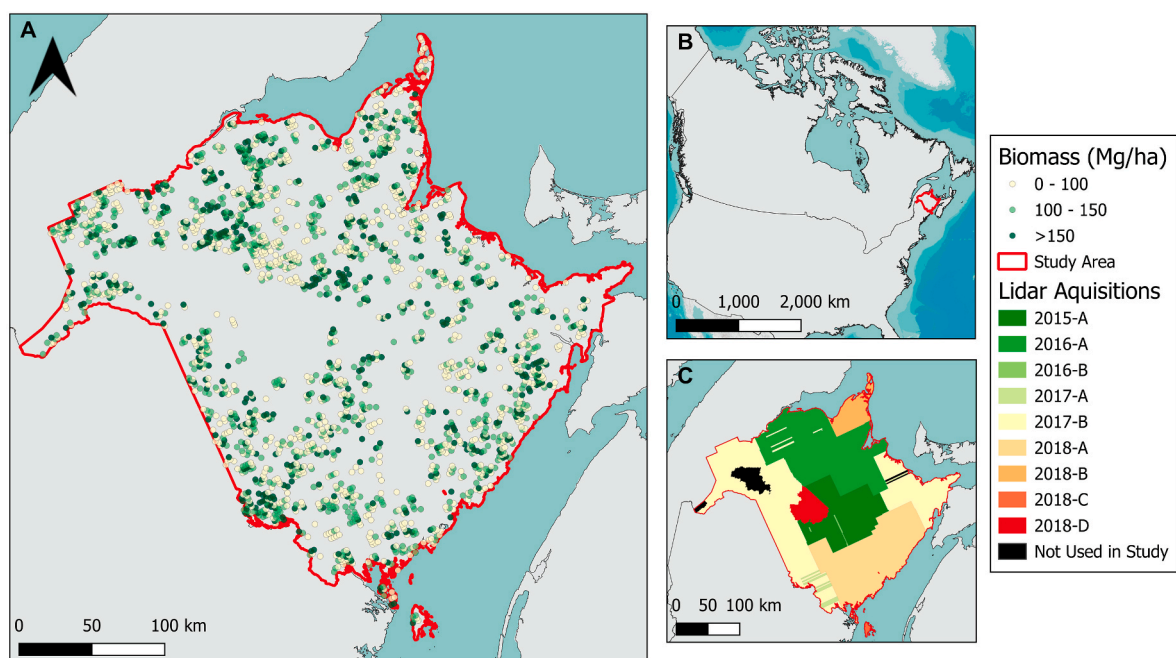 A
0
50
100 km
B
0
1,000
2,000 km
C
0
50
100 km
Biomass (Mg/ha)
0 - 100
100 - 150
>150
Study Area
Lidar Aquisitions
2015-A
2016-A
2016-B
2017-A
2017-B
2018-A
2018-B
2018-C
2018-D
Not Used in Study